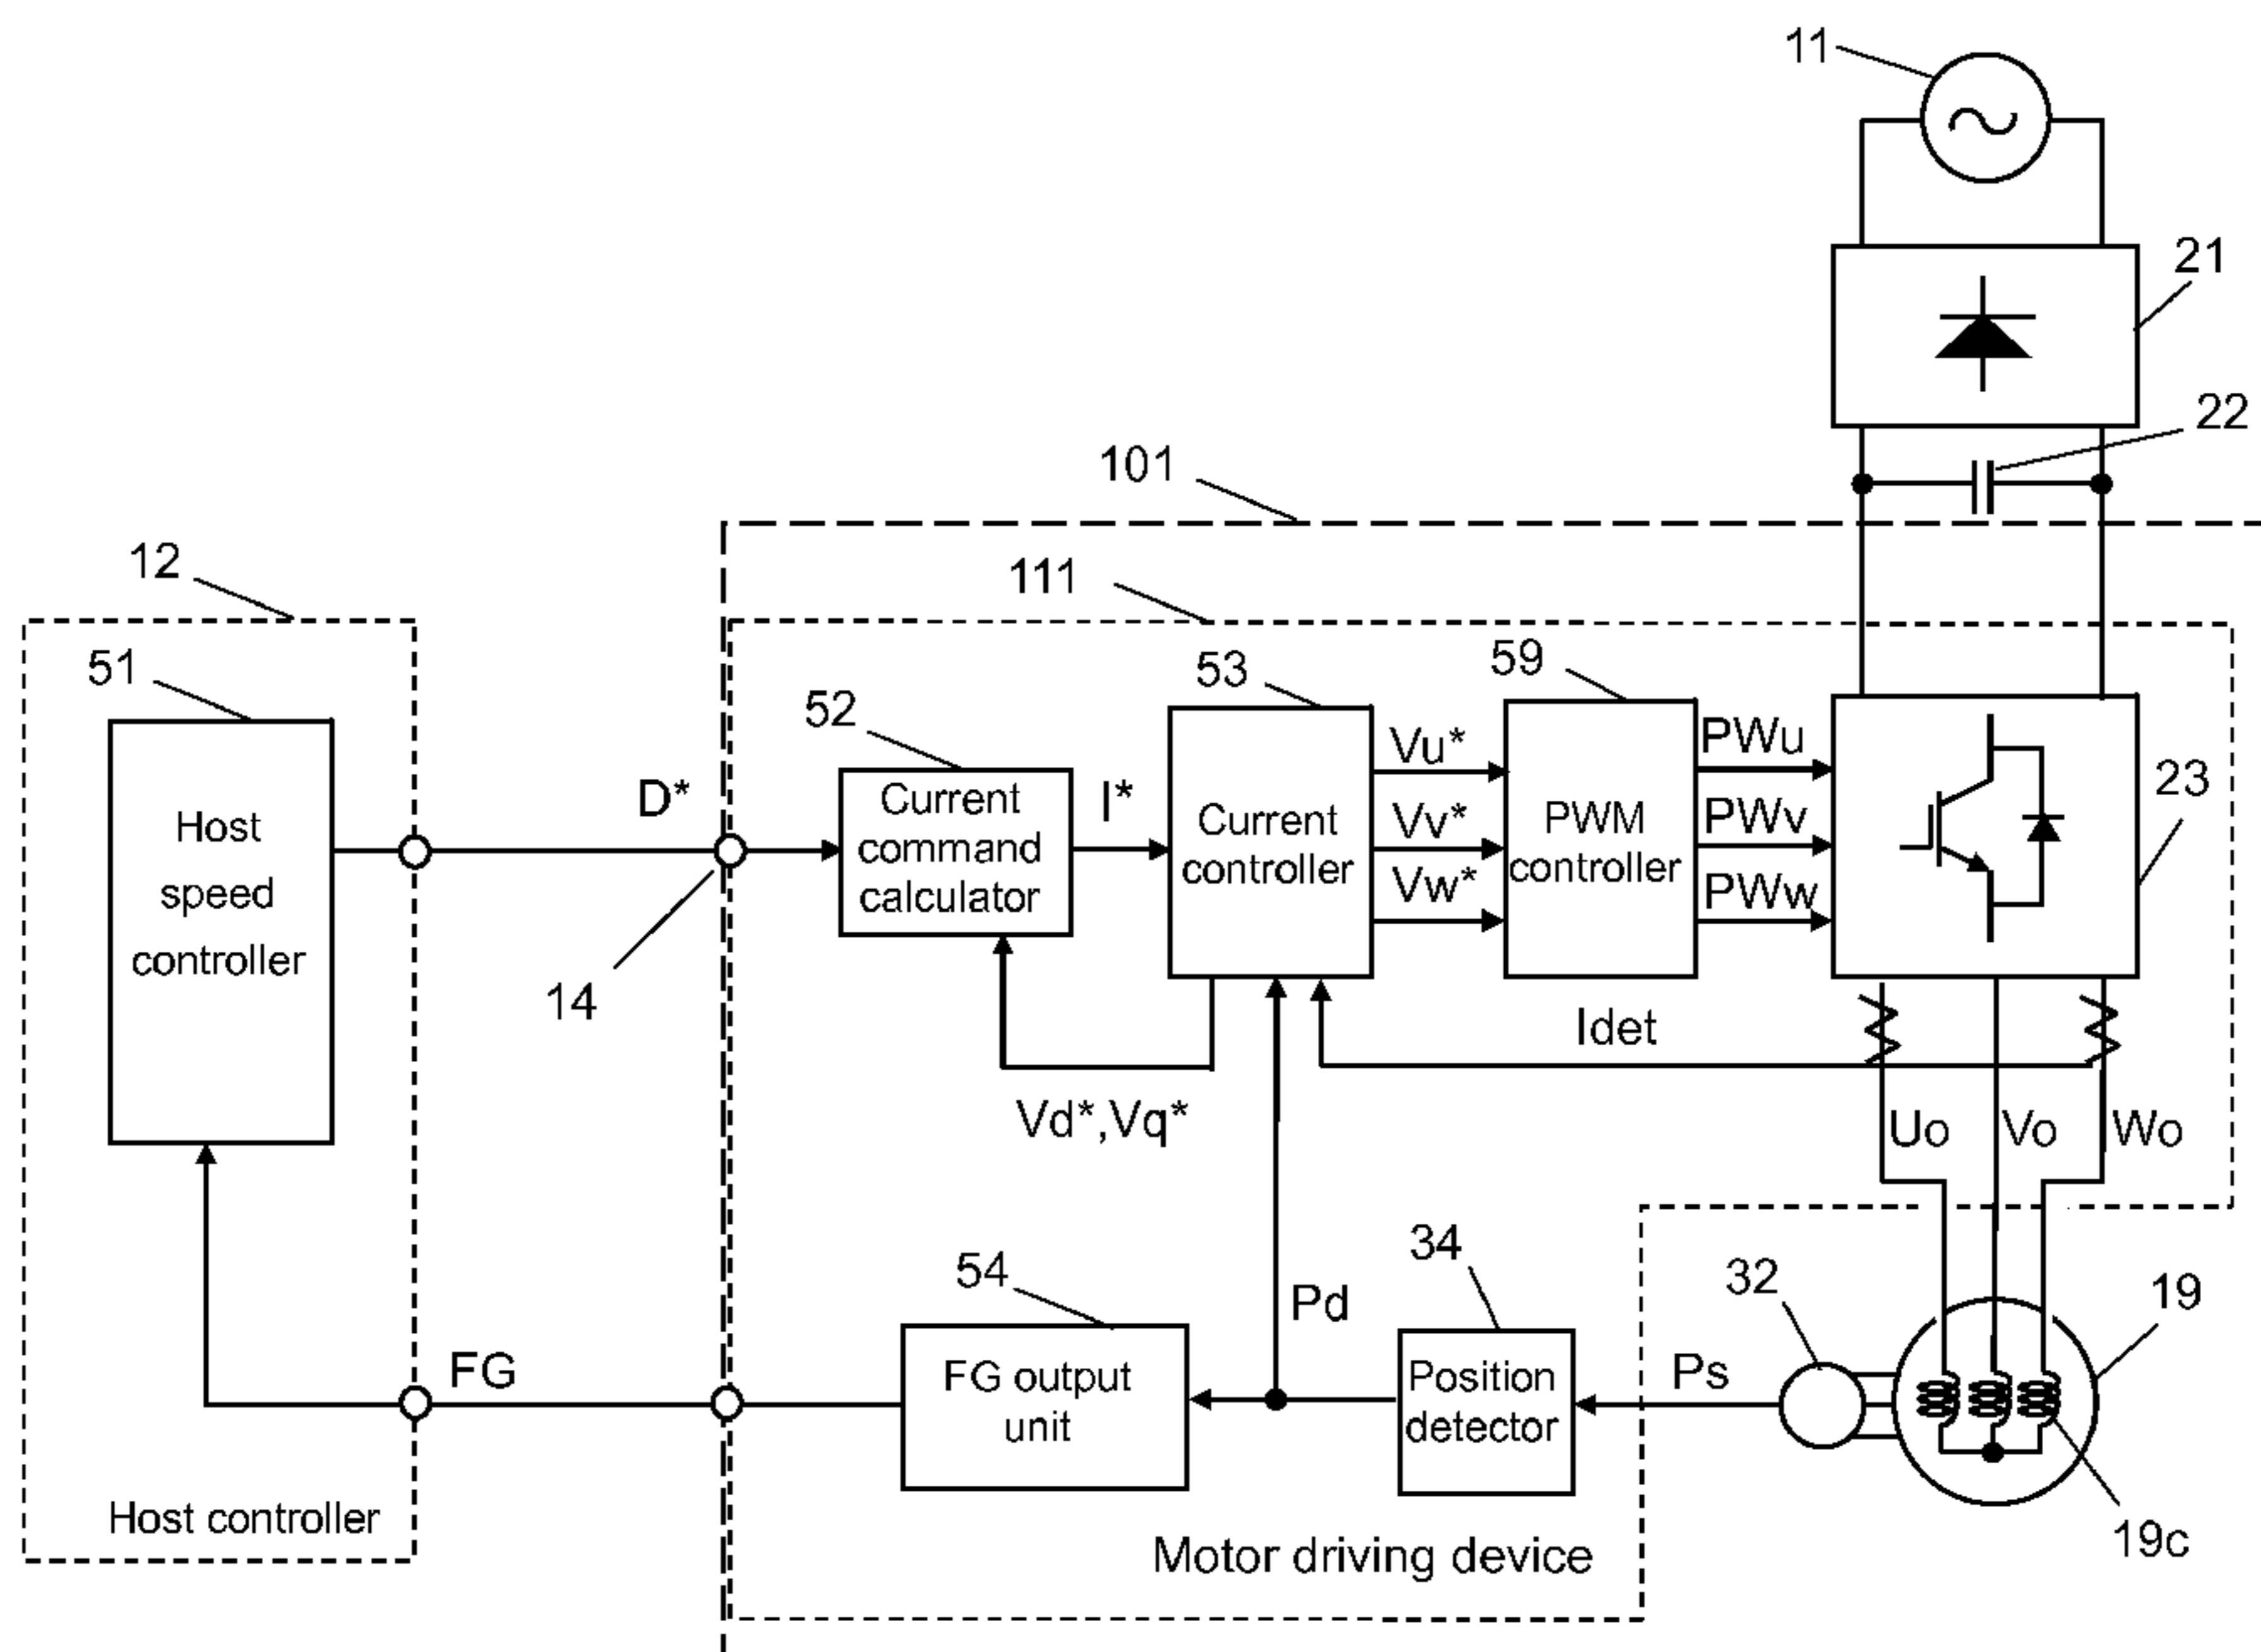 11
21
22
101
12
111
51
52
53
59
23
Host
speed
controller
D*
14
Current
command
calculator
I*
Current
controller
Vu*
Vv*
Vw*
PWM
controller
PWu
PWv
PWw
Idet
Vd*,Vq*
Uo
Vo
Wo
54
34
32
19
FG
FG output
unit
Pd
Position
detector
Ps
19c
Host controller
Motor driving device